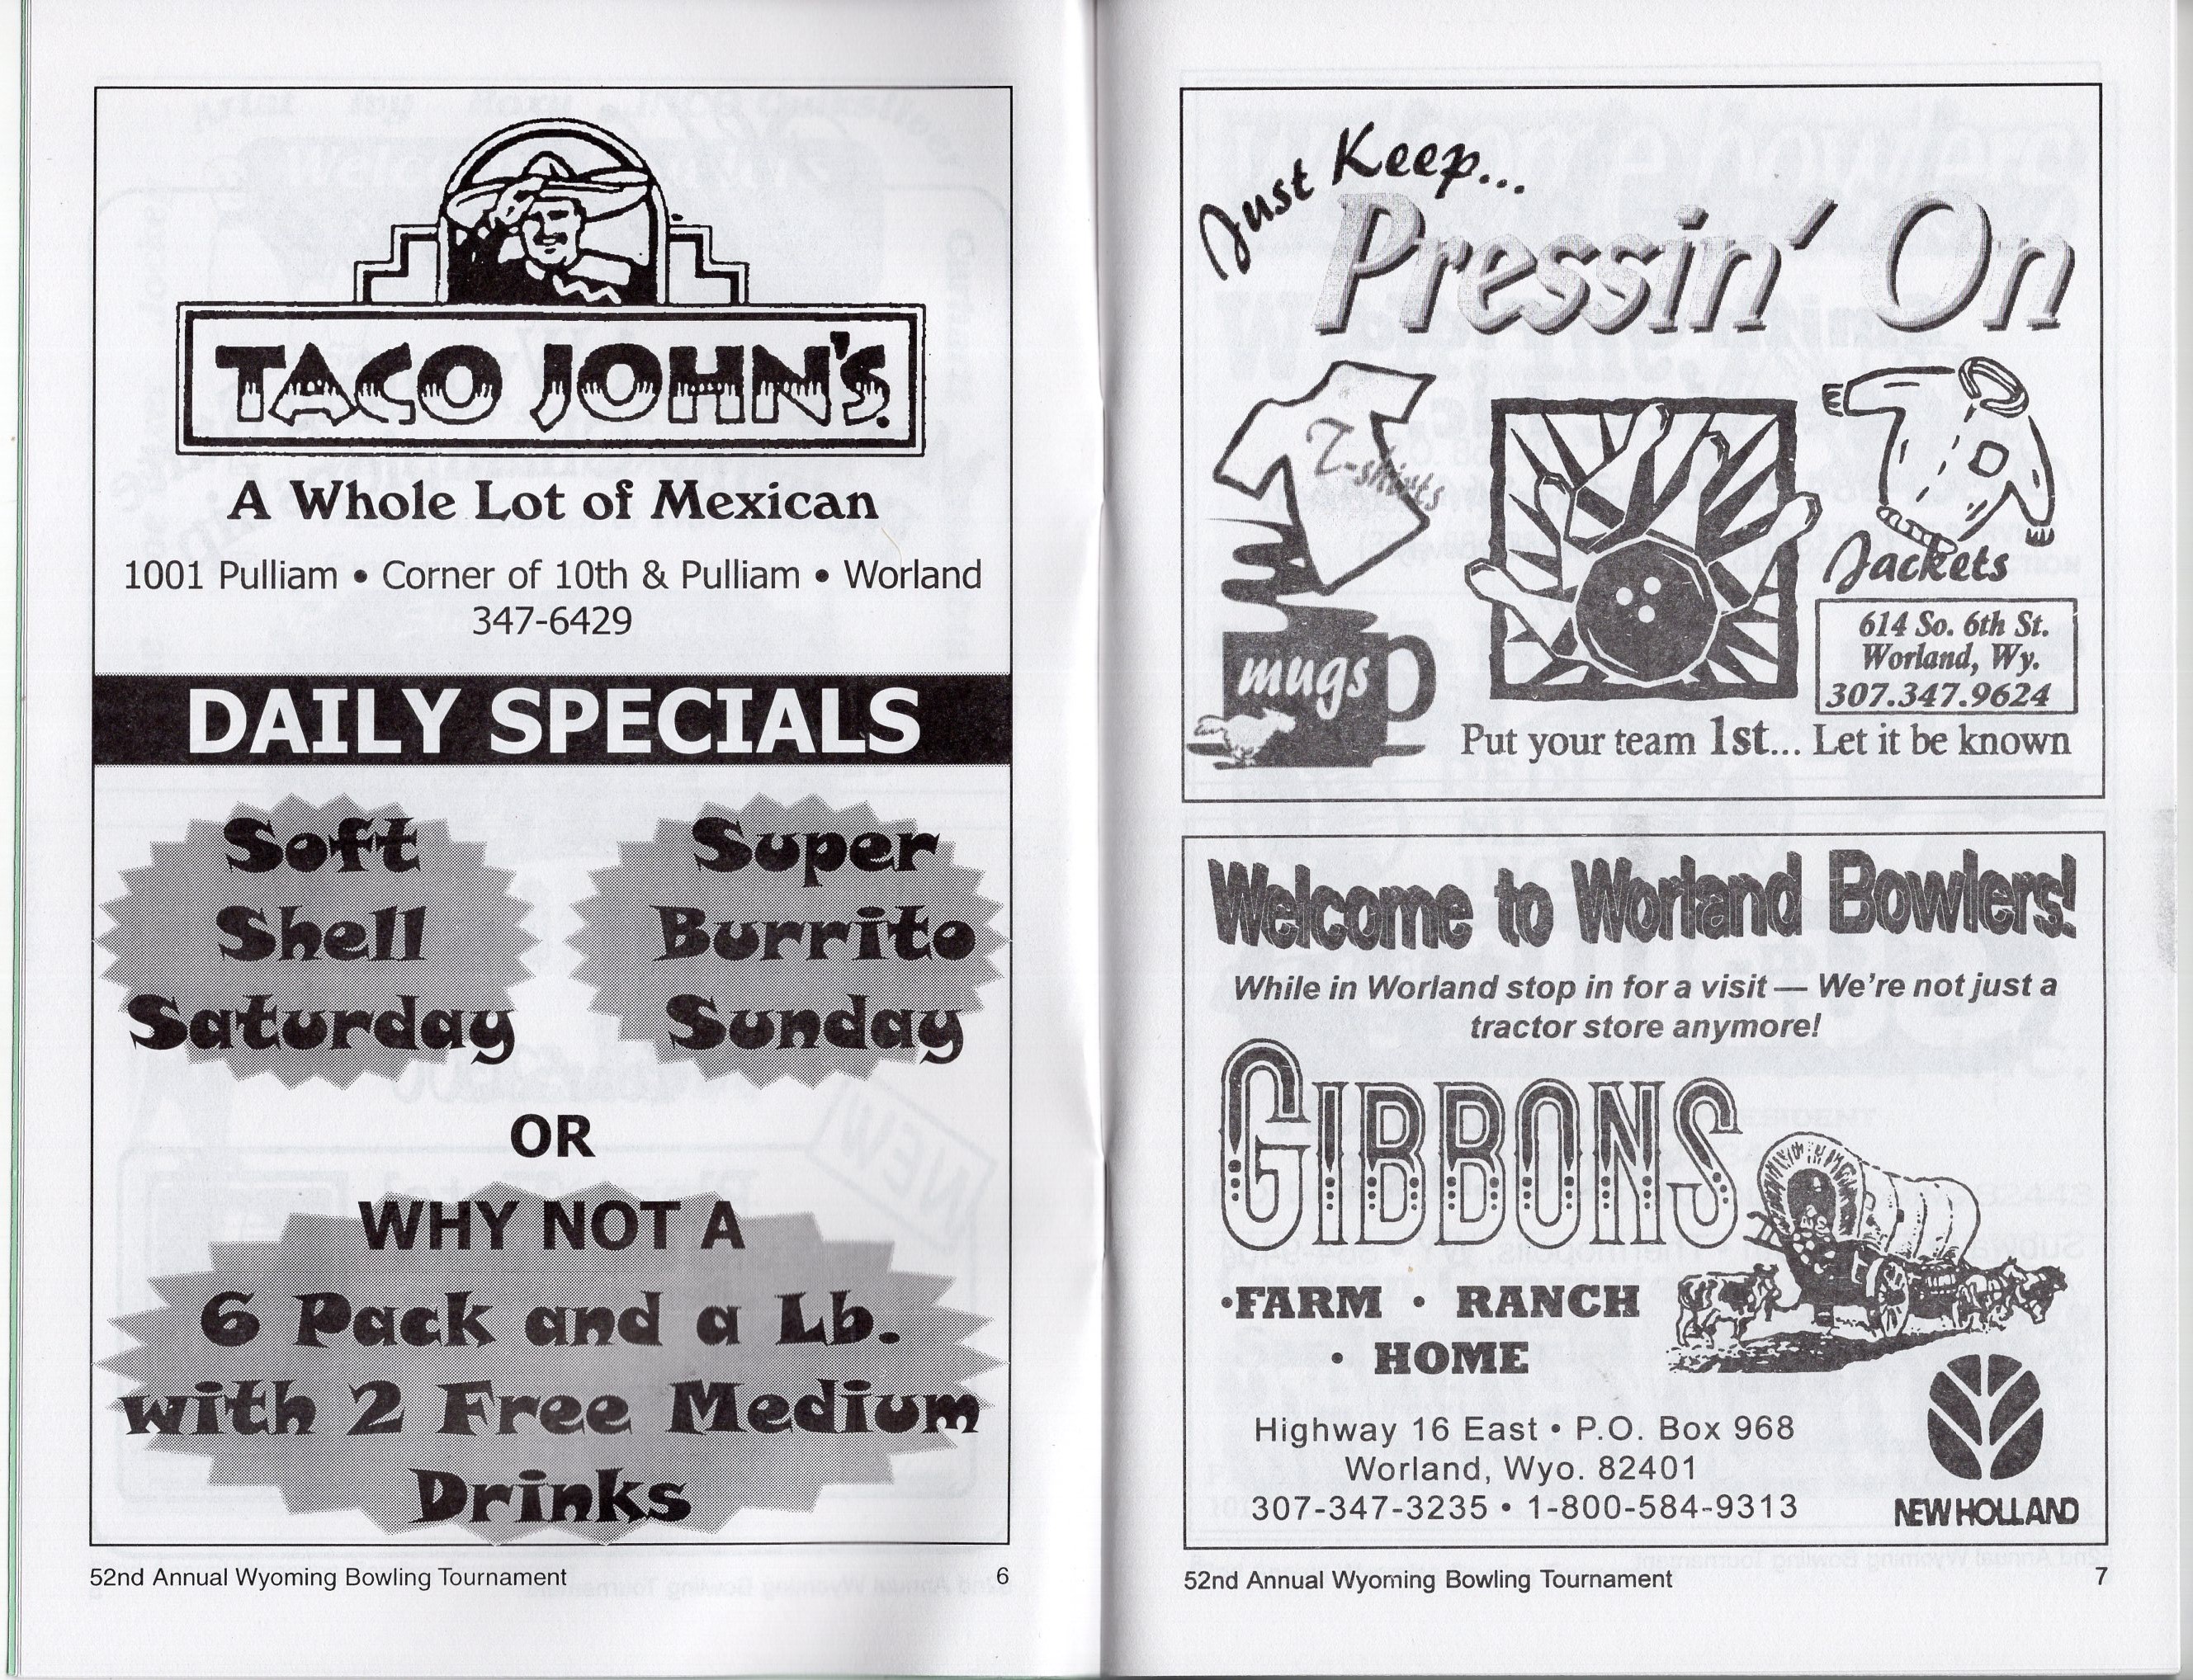 TACO JOHN'S.
A Whole Lot of Mexican
1001 Pulliam • Corner of 10th & Pulliam • Worland
347-6429
DAILY SPECIALS
Soft
Shell
Saturday
Super
Burrito
Sunday
OR
WHY NOT A
6 Pack and a Lb.
with 2 Free Medium
Drinks
52nd Annual Wyoming Bowling Tournament
6
Just Keep...
Pressin' On
T-shirts
Jackets
mugs
614 So. 6th St.
Worland, Wy.
307.347.9624
Put your team 1st... Let it be known
Welcome to Worland Bowlers!
While in Worland stop in for a visit — We're not just a
tractor store anymore!
GIBBONS
•FARM • RANCH
• HOME
Highway 16 East • P.O. Box 968
Worland, Wyo. 82401
307-347-3235 • 1-800-584-9313
NEW HOLLAND
52nd Annual Wyoming Bowling Tournament
7